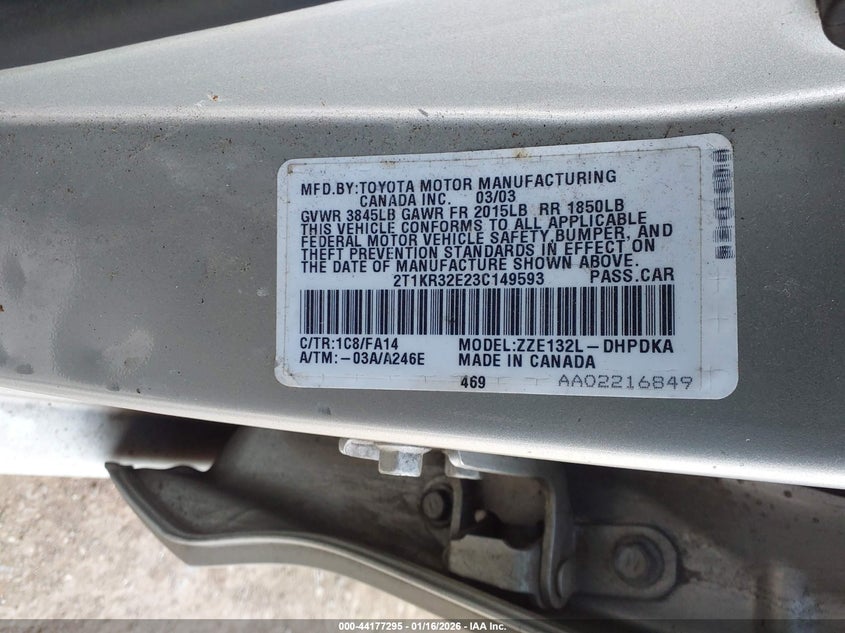 MFD.BY:TOYOTA MOTOR MANUFACTURING
CANADA INC. 03/03
GVWR 3845LB GAWR FR 2015LB RR 1850LB
THIS VEHICLE CONFORMS TO ALL APPLICABLE
FEDERAL MOTOR VEHICLE SAFETY BUMPER, AND
THEFT PREVENTION STANDARDS IN EFFECT ON
THE DATE OF MANUFACTURE SHOWN ABOVE.
2T1KR32E23C149593 PASS.CAR
C/TR:1C8/FA14 MODEL:ZZE132L-DHPDKA
A/TM:-03A/A246E MADE IN CANADA
469 AA02216849
000-44177295 - 01/16/2026 - IAA Inc.